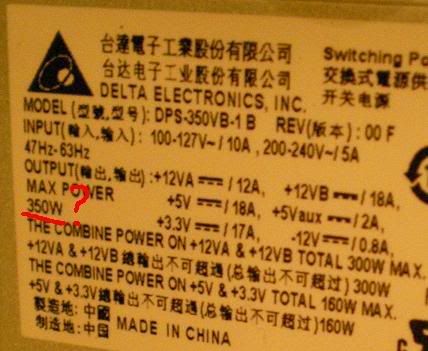 台達電子工業股份有限公司
台达电子工业股份有限公司
DELTA ELECTRONICS, INC.
Switching Po
交換式電源供
开关电源
MODEL (型號,型号): DPS-350VB-1 B REV(版本): 00 F
INPUT(輸入,输入): 100-127V~/10A, 200-240V~/5A
47Hz-63Hz
OUTPUT(輸出,输出): +12VA ⎓/12A, +12VB ⎓/18A,
MAX POWER +5V ⎓/18A, +5Vaux ⎓/2A,
350W ? +3.3V ⎓/17A, -12V ⎓/0.8A,
THE COMBINE POWER ON +12VA & +12VB TOTAL 300W MAX.
+12VA & +12VB 總輸出不可超過(总输出不可超过) 300W
THE COMBINE POWER ON +5V & +3.3V TOTAL 160W MAX.
+5V & +3.3V總輸出不可超過(总输出不可超过)160W
製造地: 中國
制造地: 中国 MADE IN CHINA